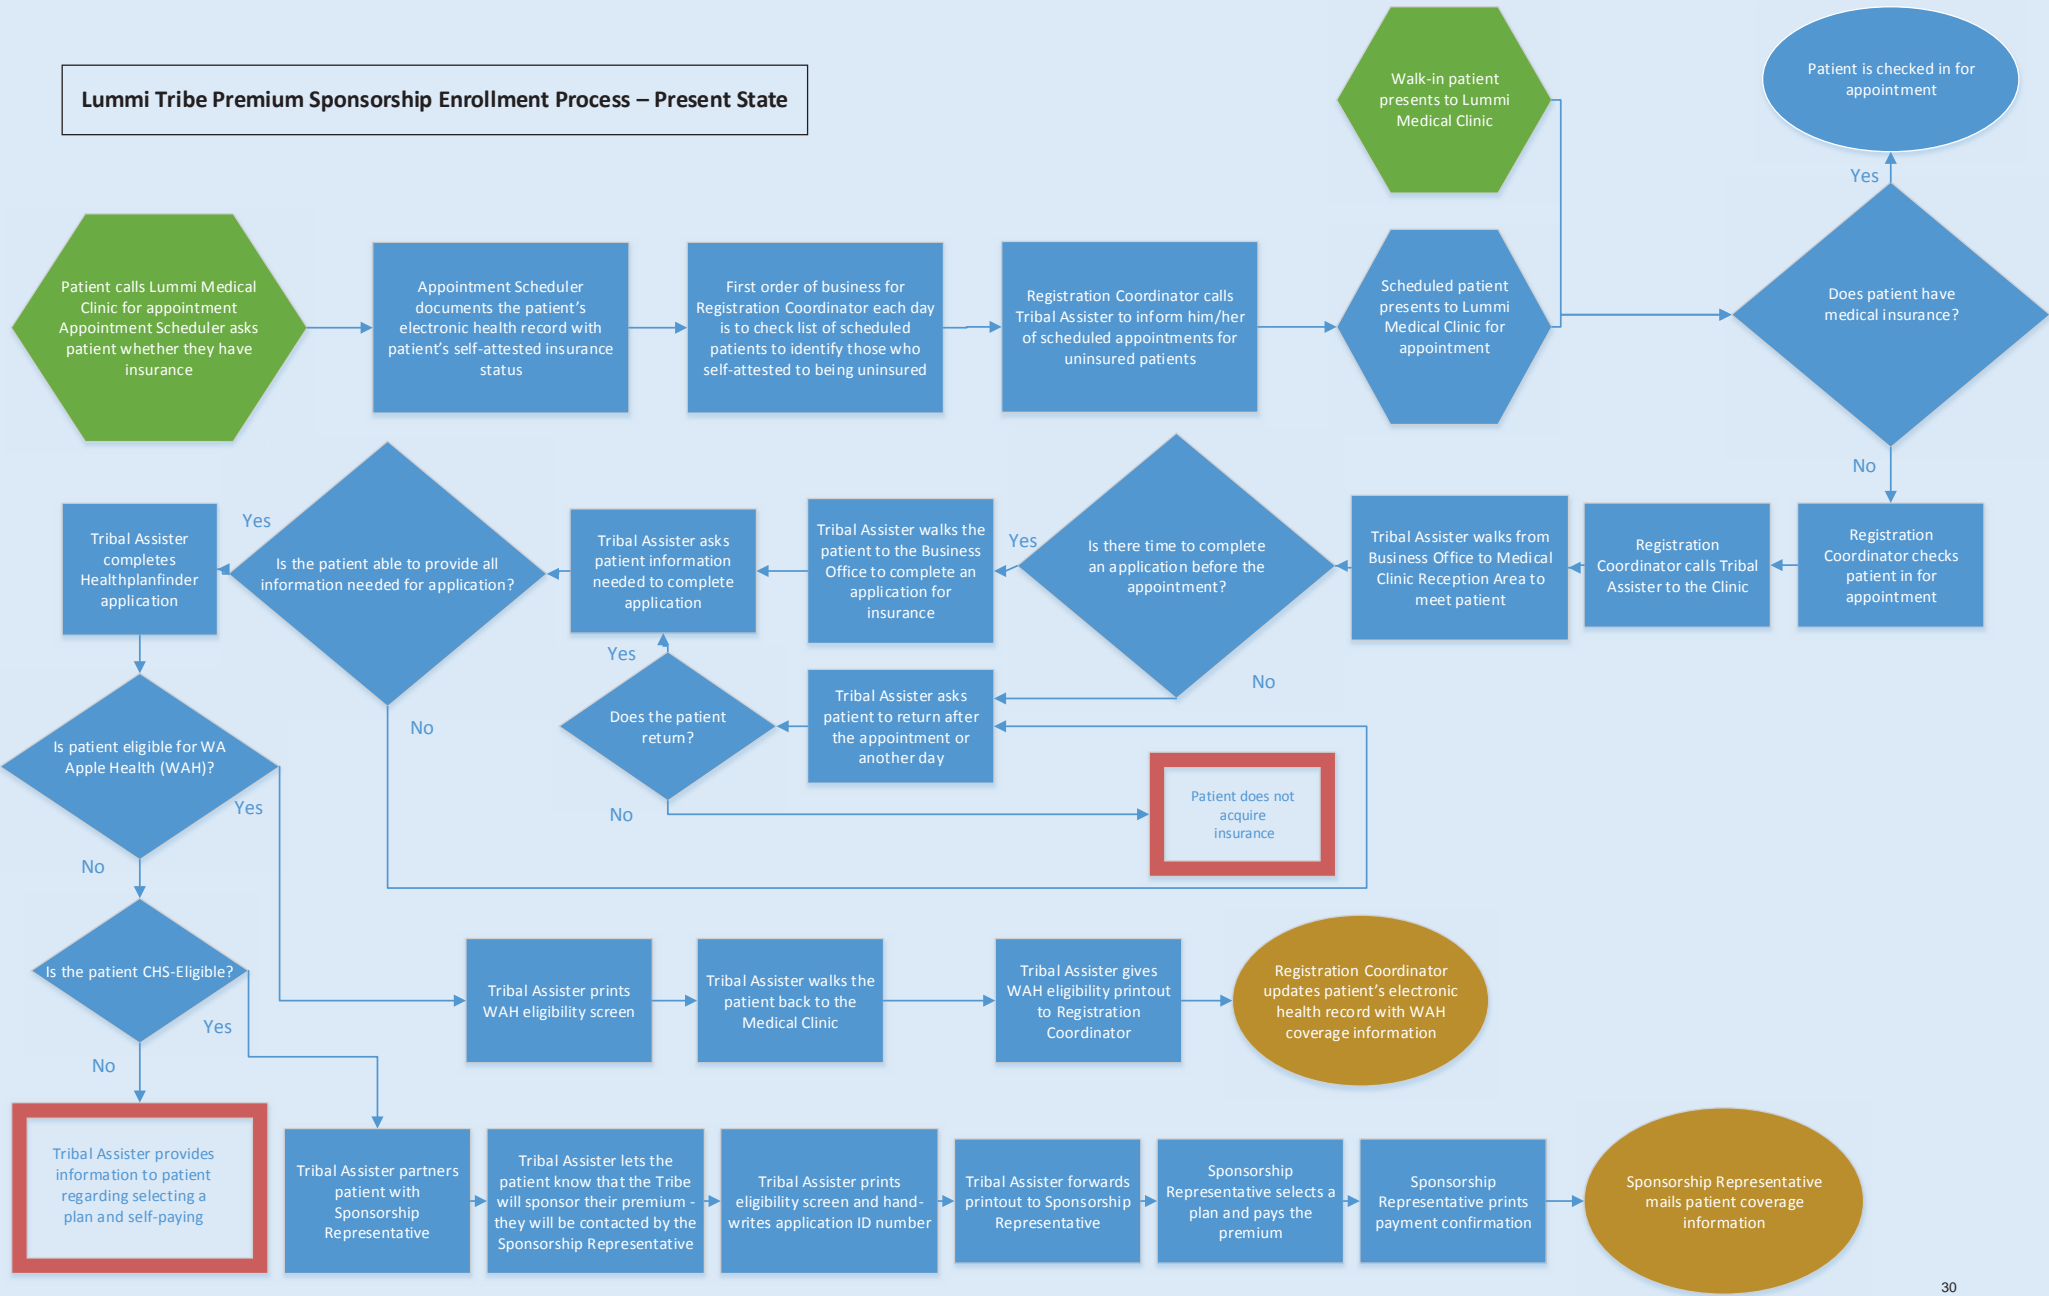 Lummi Tribe Premium Sponsorship Enrollment Process – Present State
Walk-in patient
presents to Lummi
Medical Clinic
Patient is checked in for
appointment
Yes
Patient calls Lummi Medical
Clinic for appointment
Appointment Scheduler asks
patient whether they have
insurance
Appointment Scheduler
documents the patient’s
electronic health record with
patient’s self-attested insurance
status
First order of business for
Registration Coordinator each day
is to check list of scheduled
patients to identify those who
self-attested to being uninsured
Registration Coordinator calls
Tribal Assister to inform him/her
of scheduled appointments for
uninsured patients
Scheduled patient
presents to Lummi
Medical Clinic for
appointment
Does patient have
medical insurance?
No
Registration
Coordinator checks
patient in for
appointment
Registration
Coordinator calls Tribal
Assister to the Clinic
Tribal Assister walks from
Business Office to Medical
Clinic Reception Area to
meet patient
Is there time to complete
an application before the
appointment?
Yes
No
Tribal Assister walks the
patient to the Business
Office to complete an
application for
insurance
Tribal Assister asks
patient information
needed to complete
application
Is the patient able to provide all
information needed for application?
Yes
No
Tribal Assister
completes
Healthplanfinder
application
Tribal Assister asks
patient to return after
the appointment or
another day
Does the patient
return?
Yes
No
Patient does not
acquire
insurance
Is patient eligible for WA
Apple Health (WAH)?
Yes
No
Tribal Assister prints
WAH eligibility screen
Tribal Assister walks the
patient back to the
Medical Clinic
Tribal Assister gives
WAH eligibility printout
to Registration
Coordinator
Registration Coordinator
updates patient’s electronic
health record with WAH
coverage information
Is the patient CHS-Eligible?
Yes
No
Tribal Assister provides
information to patient
regarding selecting a
plan and self-paying
Tribal Assister partners
patient with
Sponsorship
Representative
Tribal Assister lets the
patient know that the Tribe
will sponsor their premium -
they will be contacted by the
Sponsorship Representative
Tribal Assister prints
eligibility screen and hand-
writes application ID number
Tribal Assister forwards
printout to Sponsorship
Representative
Sponsorship
Representative selects a
plan and pays the
premium
Sponsorship
Representative prints
payment confirmation
Sponsorship Representative
mails patient coverage
information
30